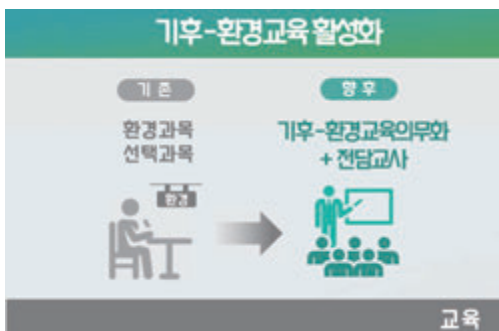 기후-환경교육 활성화
기존
향후
환경과목
선택과목
기후-환경교육의무화
+ 전담교사
환경
교육